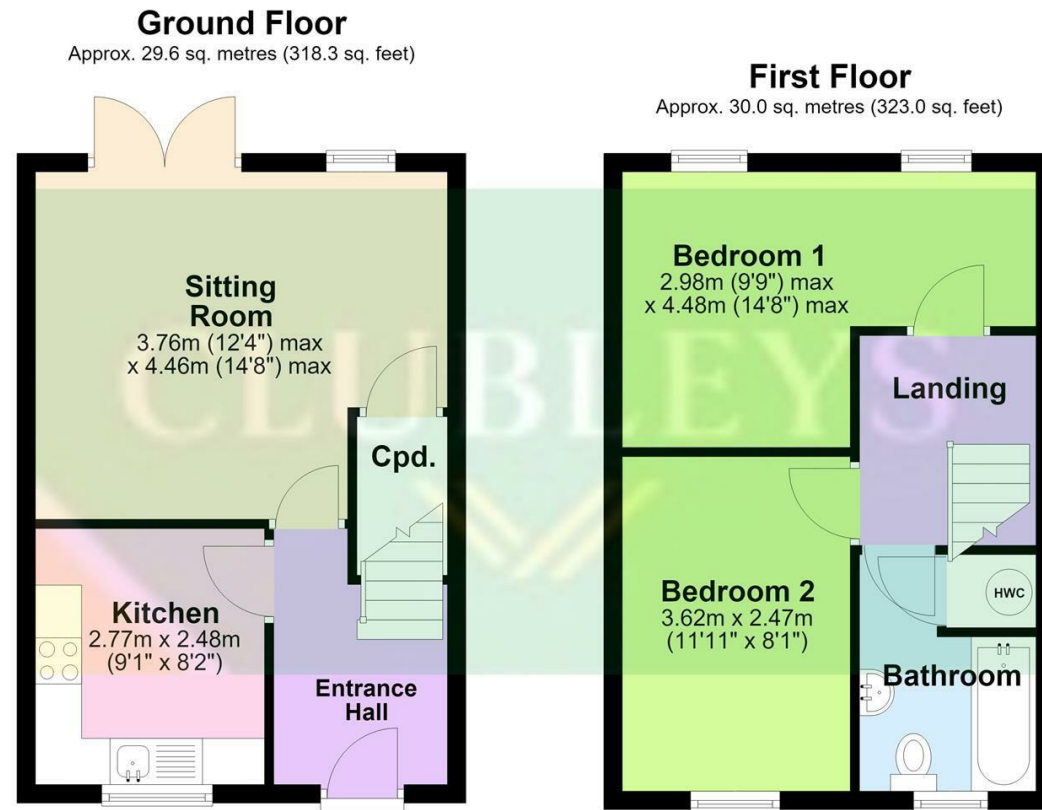 Ground Floor
Approx. 29.6 sq. metres (318.3 sq. feet)
Sitting
Room
3.76m (12'4") max
x 4.46m (14'8") max
Cpd.
Kitchen
2.77m x 2.48m
(9'1" x 8'2")
Entrance
Hall
First Floor
Approx. 30.0 sq. metres (323.0 sq. feet)
Bedroom 1
2.98m (9'9") max
x 4.48m (14'8") max
Landing
Bedroom 2
3.62m x 2.47m
(11'11" x 8'1")
HWC
Bathroom
CLUBLEYS